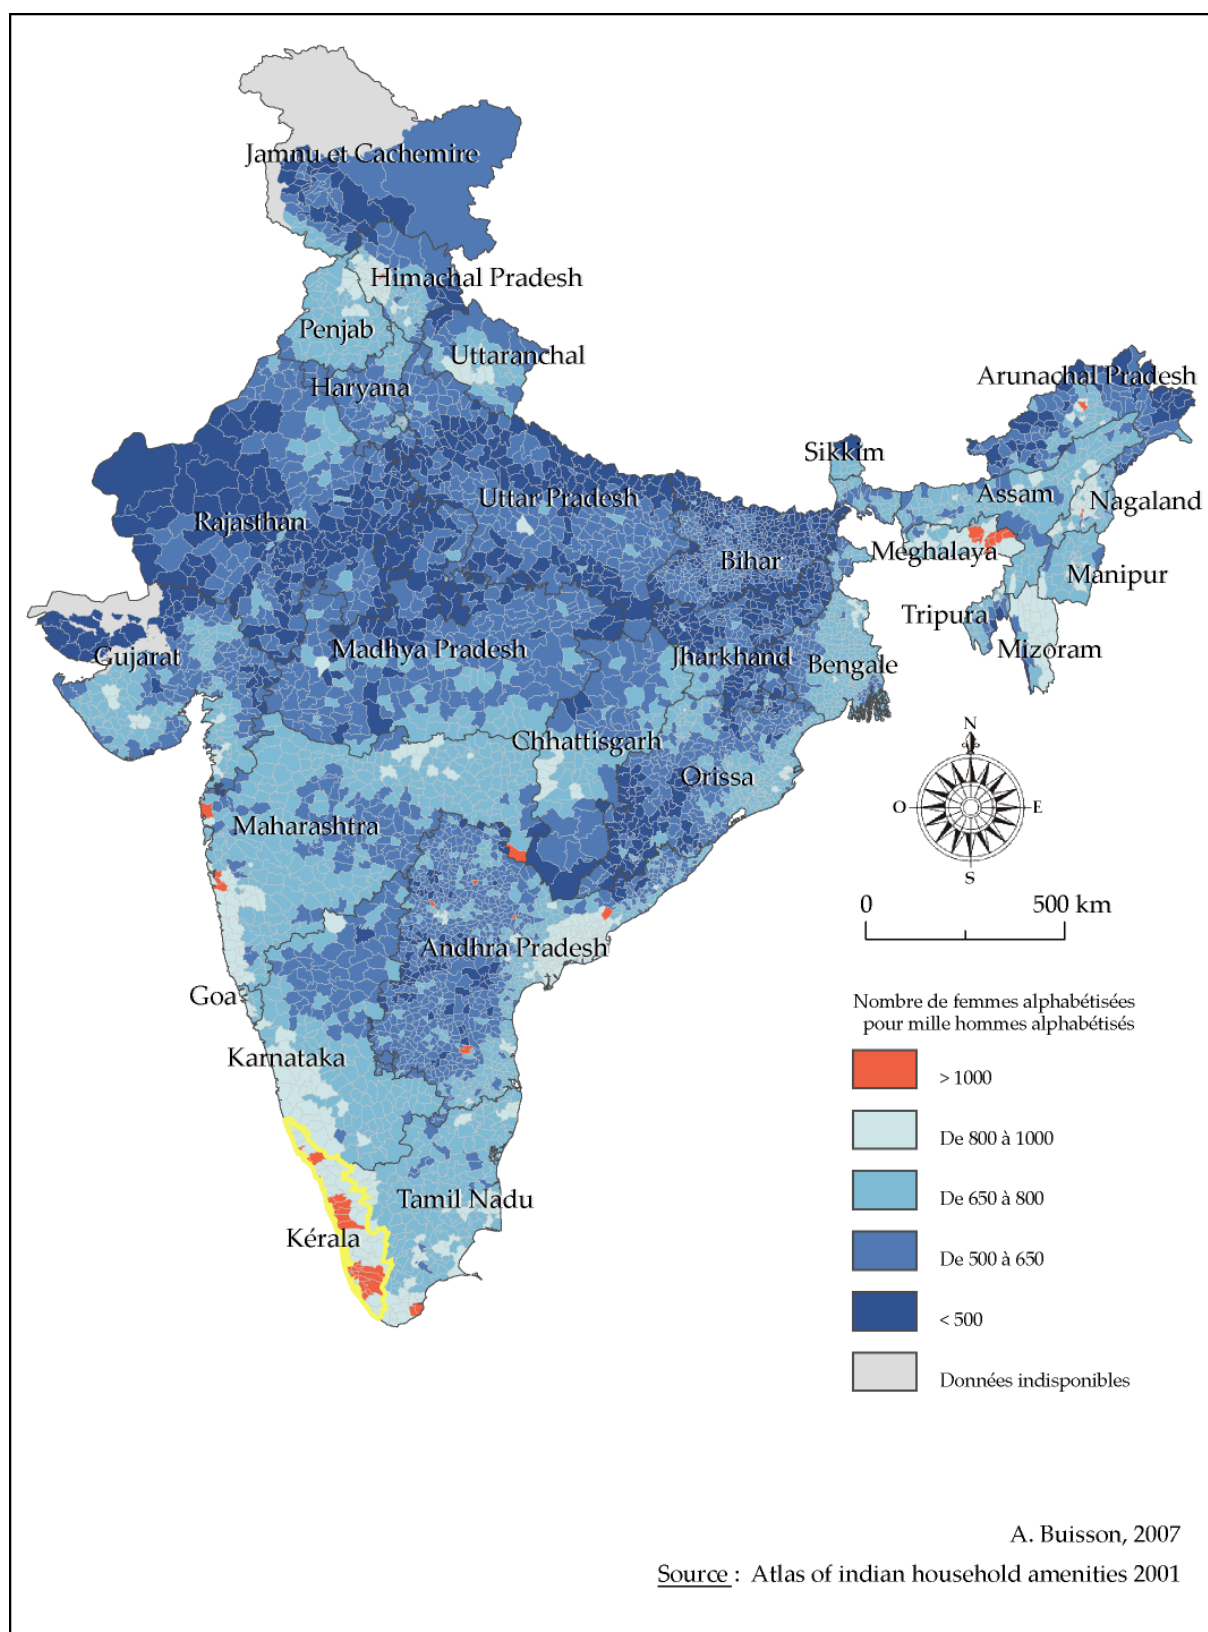 Jamnu et Cachemire
Himachal Pradesh
Penjab
Uttaranchal
Haryana
Arunachal Pradesh
Sikkim
Uttar Pradesh
Assam
Nagaland
Rajasthan
Bihar
Meghalaya
Manipur
Tripura
Gujarat
Madhya Pradesh
Jharkhand
Bengale
Mizoram
N
Chhattisgarh
Orissa
O
E
Maharashtra
S
0
500 km
Andhra Pradesh
Goa
Nombre de femmes alphabétisées
pour mille hommes alphabétisés
Karnataka
> 1000
De 800 à 1000
Tamil Nadu
De 650 à 800
Kérala
De 500 à 650
< 500
Données indisponibles
A. Buisson, 2007
Source : Atlas of indian household amenities 2001